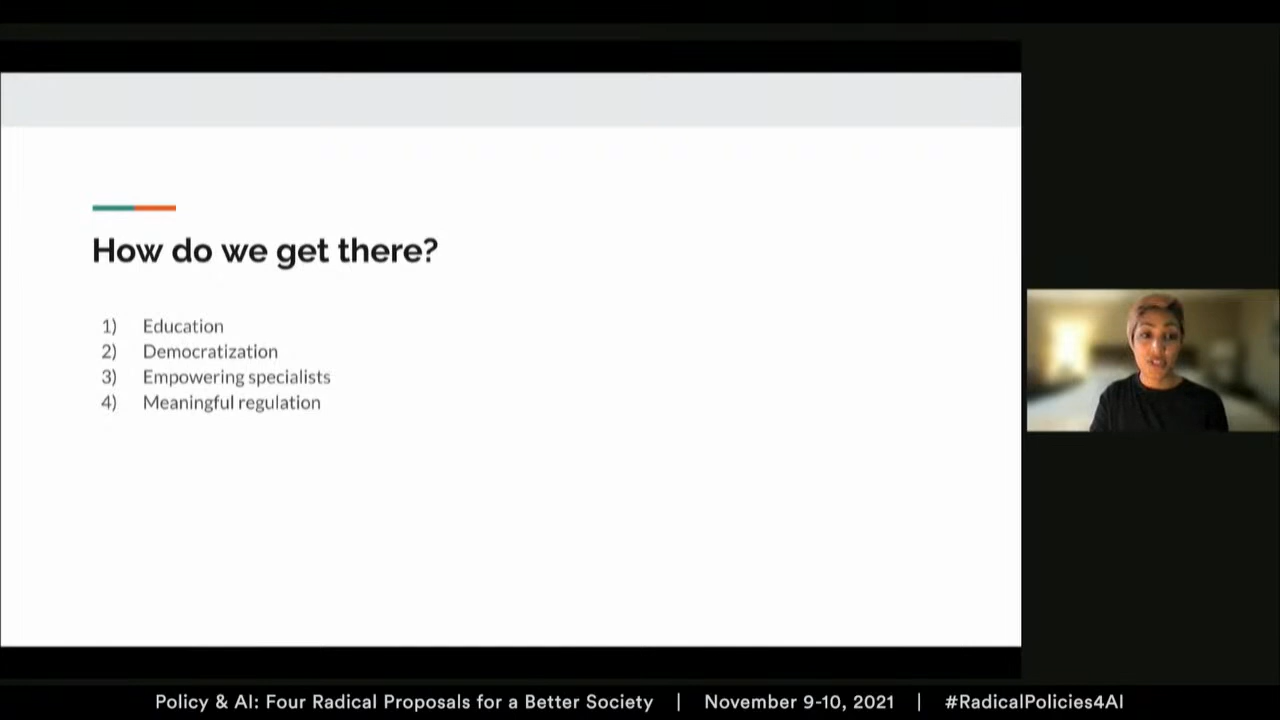 How do we get there?
1) Education
2) Democratization
3) Empowering specialists
4) Meaningful regulation
Policy & AI: Four Radical Proposals for a Better Society | November 9-10, 2021 | #RadicalPolicies4AI